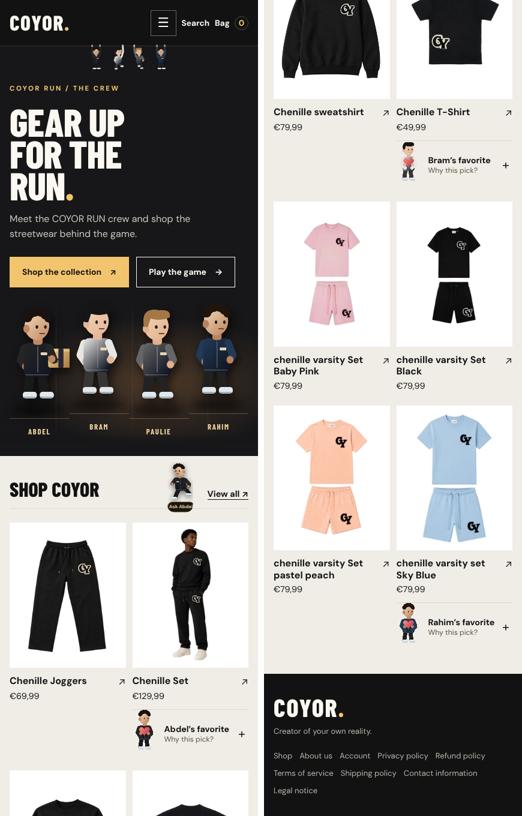 COYOR.
☰
Search Bag 0
COYOR RUN / THE CREW
GEAR UP
FOR THE
RUN.
Meet the COYOR RUN crew and shop the
streetwear behind the game.
Shop the collection ↗
Play the game →
ABDEL
BRAM
PAULIE
RAHIM
SHOP COYOR
Ask Abdel
View all ↗
Chenille Joggers ↗
€69,99
Chenille Set ↗
€129,99
Abdel's favorite
Why this pick?
+
Chenille sweatshirt ↗
€79,99
Chenille T-Shirt ↗
€49,99
Bram's favorite
Why this pick?
+
chenille varsity Set ↗
Baby Pink
€79,99
chenille varsity Set ↗
Black
€79,99
chenille varsity Set ↗
pastel peach
€79,99
chenille varsity set ↗
Sky Blue
€79,99
Rahim's favorite
Why this pick?
+
COYOR.
Creator of your own reality.
Shop About us Account Privacy policy Refund policy
Terms of service Shipping policy Contact information
Legal notice